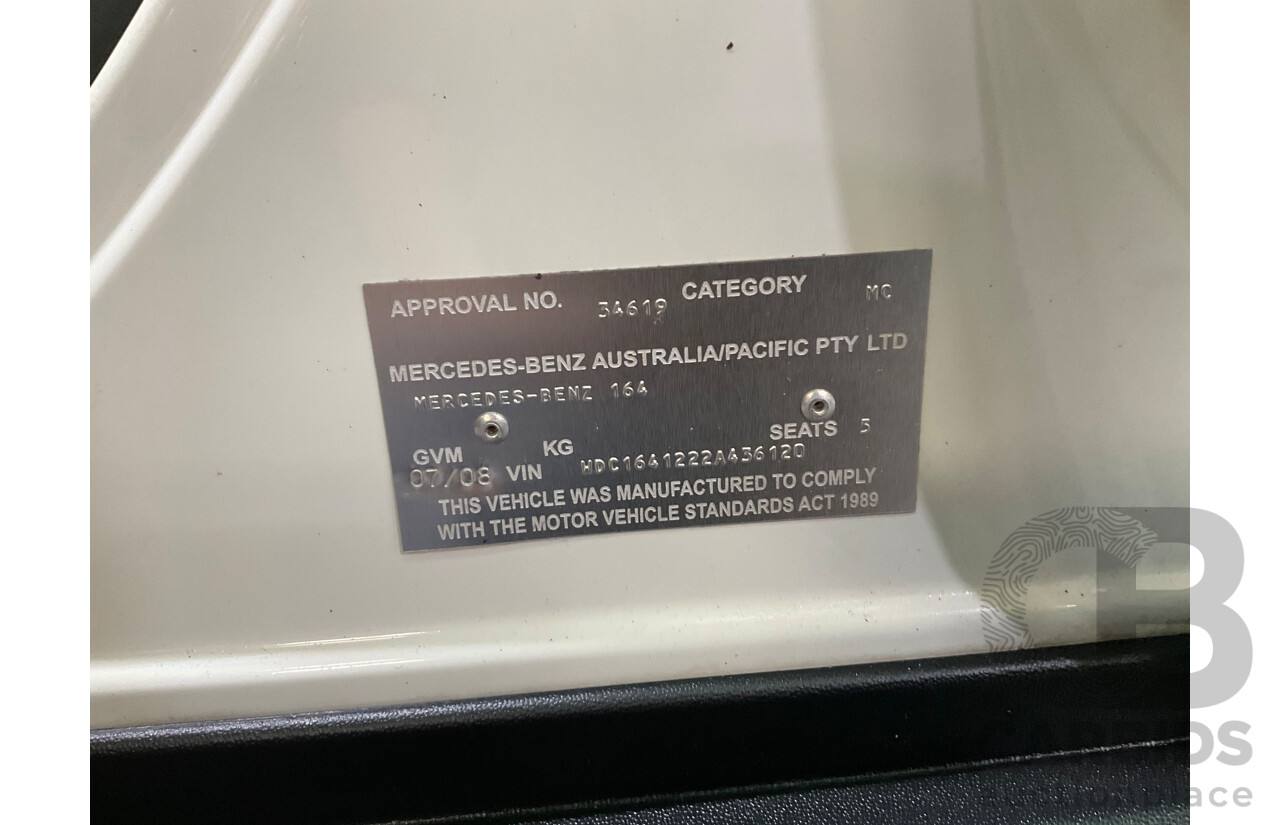 APPROVAL NO. 34619 CATEGORY MC
MERCEDES-BENZ AUSTRALIA/PACIFIC PTY LTD
MERCEDES-BENZ 164
GVM KG SEATS 5
07/08 VIN WDC1641222A436120
THIS VEHICLE WAS MANUFACTURED TO COMPLY
WITH THE MOTOR VEHICLE STANDARDS ACT 1989